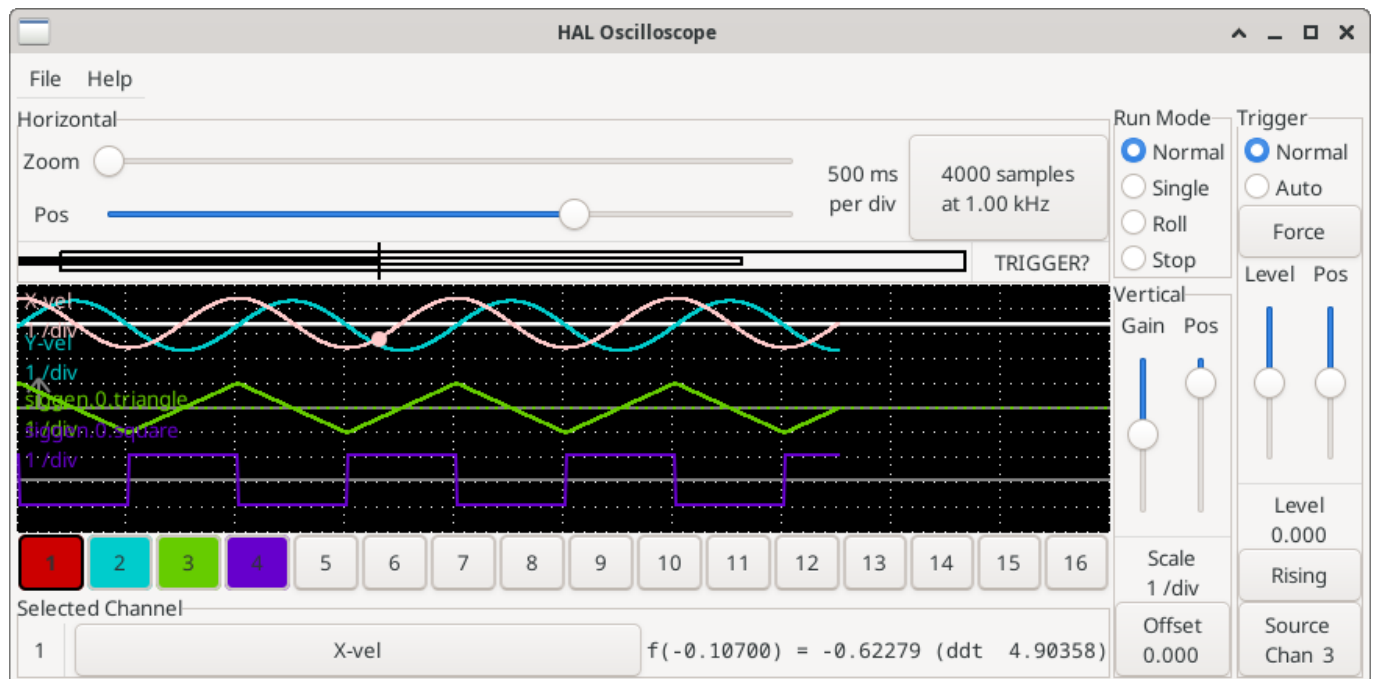 HAL Oscilloscope
File Help
Horizontal
Zoom
Pos
500 ms
per div
4000 samples
at 1.00 kHz
TRIGGER?
X-vel
1 /div
Y-vel
1 /div
siggen.0.triangle
1 /div
siggen.0.square
1 /div
1 2 3 4 5 6 7 8 9 10 11 12 13 14 15 16
Selected Channel
1 X-vel f(-0.10700) = -0.62279 (ddt 4.90358)
Run Mode
Normal
Single
Roll
Stop
Vertical
Gain Pos
Scale
1 /div
Offset
0.000
Trigger
Normal
Auto
Force
Level Pos
Level
0.000
Rising
Source
Chan 3